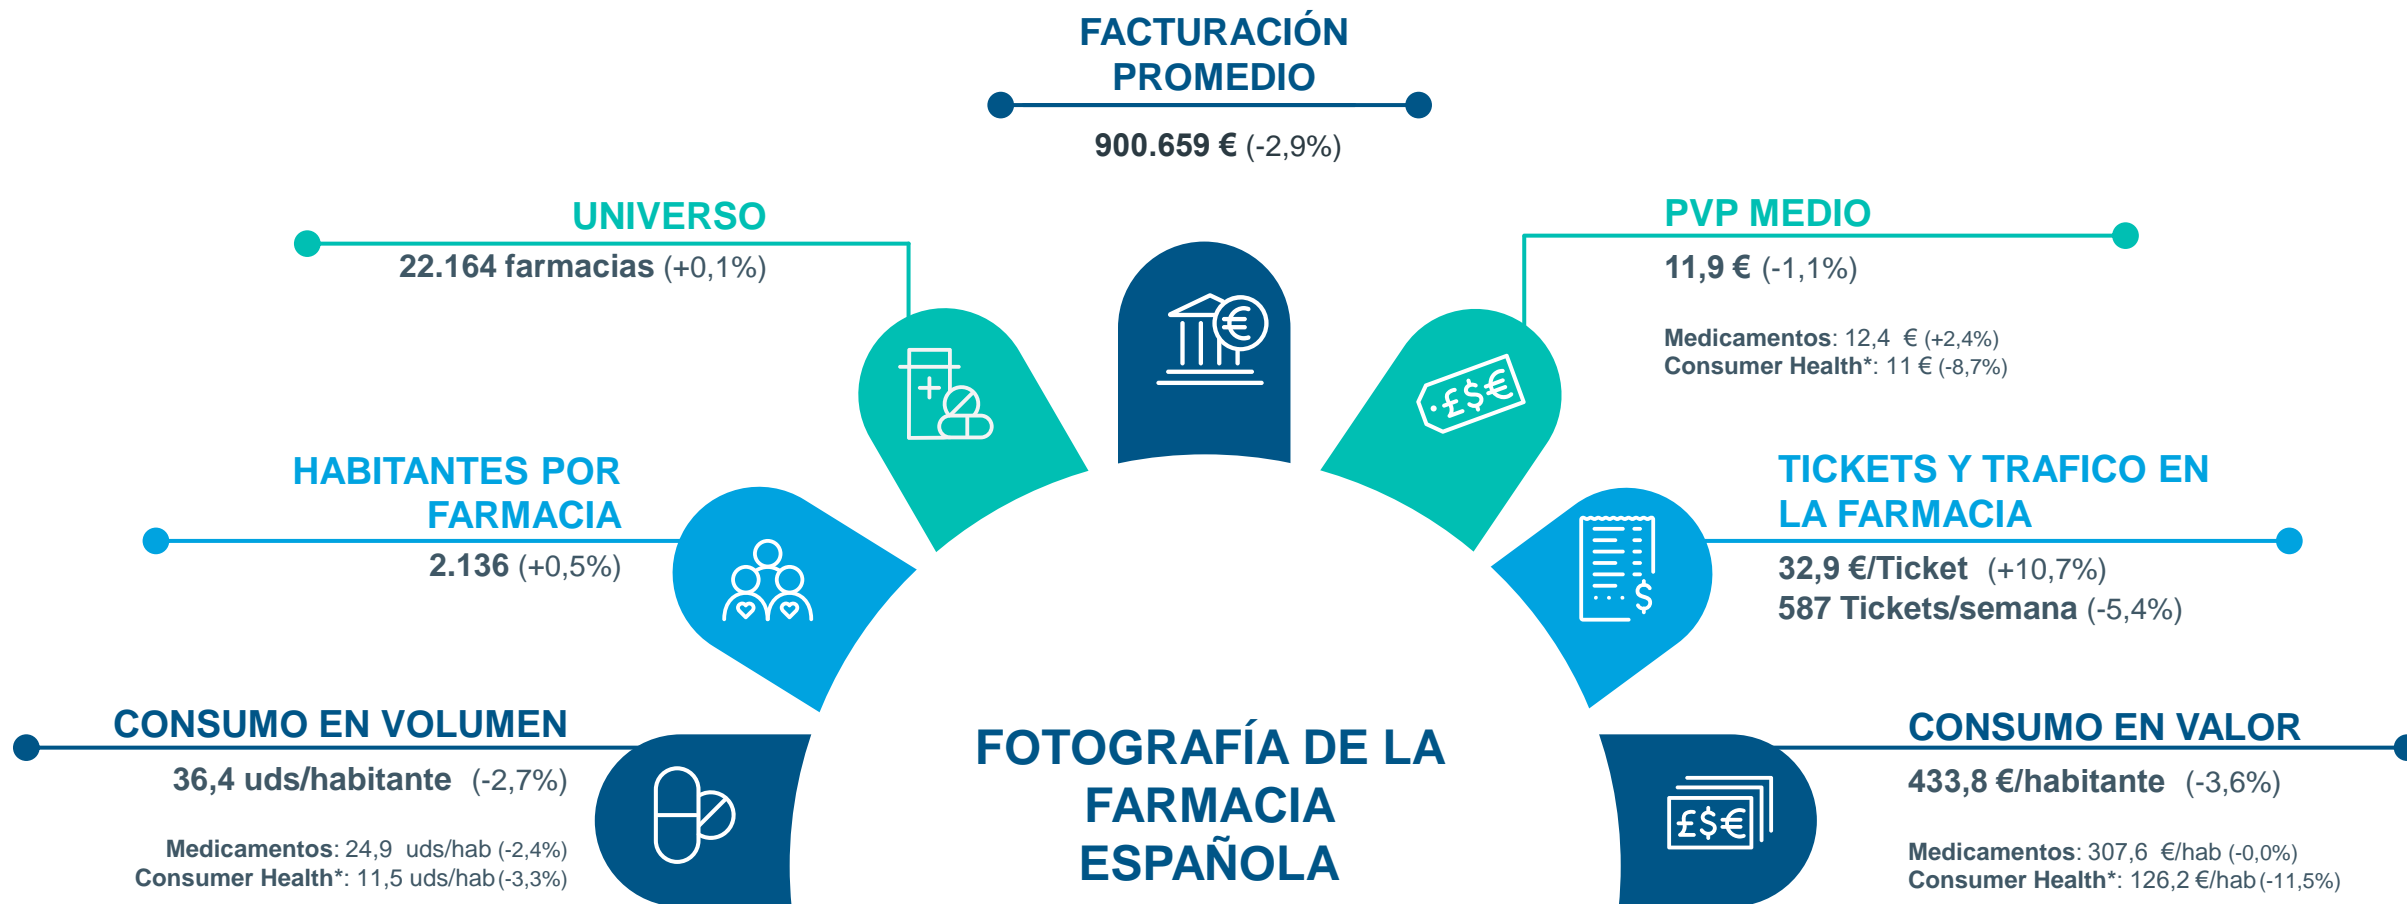 FACTURACIÓN
PROMEDIO
900.659 € (-2,9%)
UNIVERSO
22.164 farmacias (+0,1%)
PVP MEDIO
11,9 € (-1,1%)
Medicamentos: 12,4 € (+2,4%)
Consumer Health*: 11 € (-8,7%)
€
£$€
HABITANTES POR
FARMACIA
2.136 (+0,5%)
TICKETS Y TRAFICO EN
LA FARMACIA
32,9 €/Ticket (+10,7%)
587 Tickets/semana (-5,4%)
$
CONSUMO EN VOLUMEN
36,4 uds/habitante (-2,7%)
Medicamentos: 24,9 uds/hab (-2,4%)
Consumer Health*: 11,5 uds/hab (-3,3%)
FOTOGRAFÍA DE LA
FARMACIA
ESPAÑOLA
£$€
CONSUMO EN VALOR
433,8 €/habitante (-3,6%)
Medicamentos: 307,6 €/hab (-0,0%)
Consumer Health*: 126,2 €/hab (-11,5%)